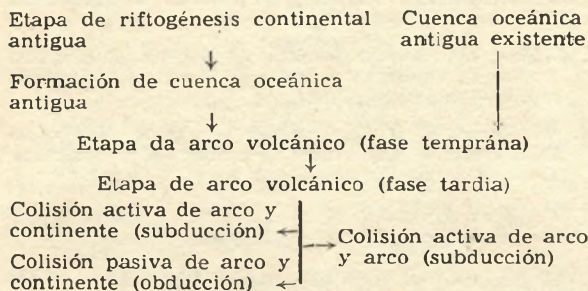 Etapa de riftogénesis continental
antigua
Cuenca oceánica
antigua existente
Formación de cuenca oceánica
antigua
Etapa da arco volcánico (fase temprána)
Etapa de arco volcánico (fase tardia)
Colisión activa de arco y
continente (subducción)
Colisión activa de arco
y arco (subducción)
Colisión pasiva de arco y
continente (obducción)